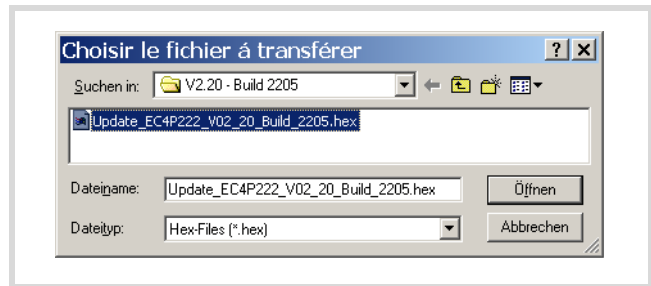 Choisir le fichier á transférer
Suchen in: V2.20 - Build 2205
Update_EC4P222_V02_20_Build_2205.hex
Dateiname: Update_EC4P222_V02_20_Build_2205.hex Öffnen
Dateityp: Hex-Files (*.hex) Abbrechen